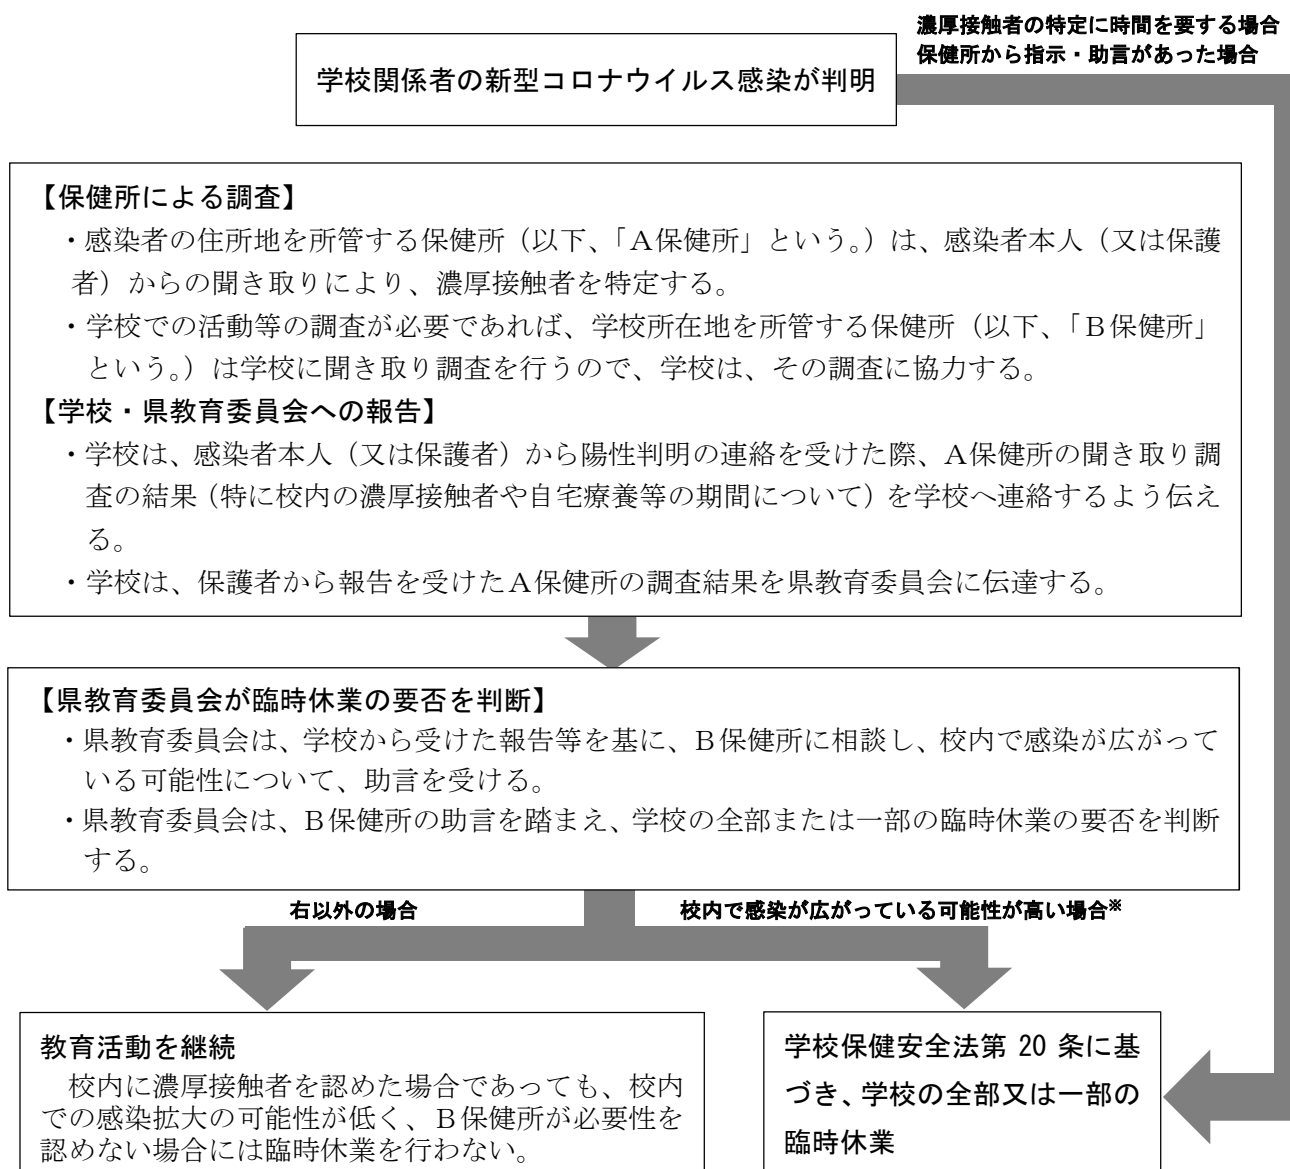 濃厚接触者の特定に時間を要する場合
保健所から指示・助言があった場合
学校関係者の新型コロナウイルス感染が判明
【保健所による調査】
・感染者の住所地を所管する保健所（以下、「Ａ保健所」という。）は、感染者本人（又は保護
者）からの聞き取りにより、濃厚接触者を特定する。
・学校での活動等の調査が必要であれば、学校所在地を所管する保健所（以下、「Ｂ保健所」
という。）は学校に聞き取り調査を行うので、学校は、その調査に協力する。
【学校・県教育委員会への報告】
・学校は、感染者本人（又は保護者）から陽性判明の連絡を受けた際、Ａ保健所の聞き取り調
査の結果（特に校内の濃厚接触者や自宅療養等の期間について）を学校へ連絡するよう伝え
る。
・学校は、保護者から報告を受けたＡ保健所の調査結果を県教育委員会に伝達する。
【県教育委員会が臨時休業の要否を判断】
・県教育委員会は、学校から受けた報告等を基に、Ｂ保健所に相談し、校内で感染が広がって
いる可能性について、助言を受ける。
・県教育委員会は、Ｂ保健所の助言を踏まえ、学校の全部または一部の臨時休業の要否を判断
する。
右以外の場合
校内で感染が広がっている可能性が高い場合※
教育活動を継続
校内に濃厚接触者を認めた場合であっても、校内
での感染拡大の可能性が低く、Ｂ保健所が必要性を
認めない場合には臨時休業を行わない。
学校保健安全法第 20 条に基
づき、学校の全部又は一部の
臨時休業